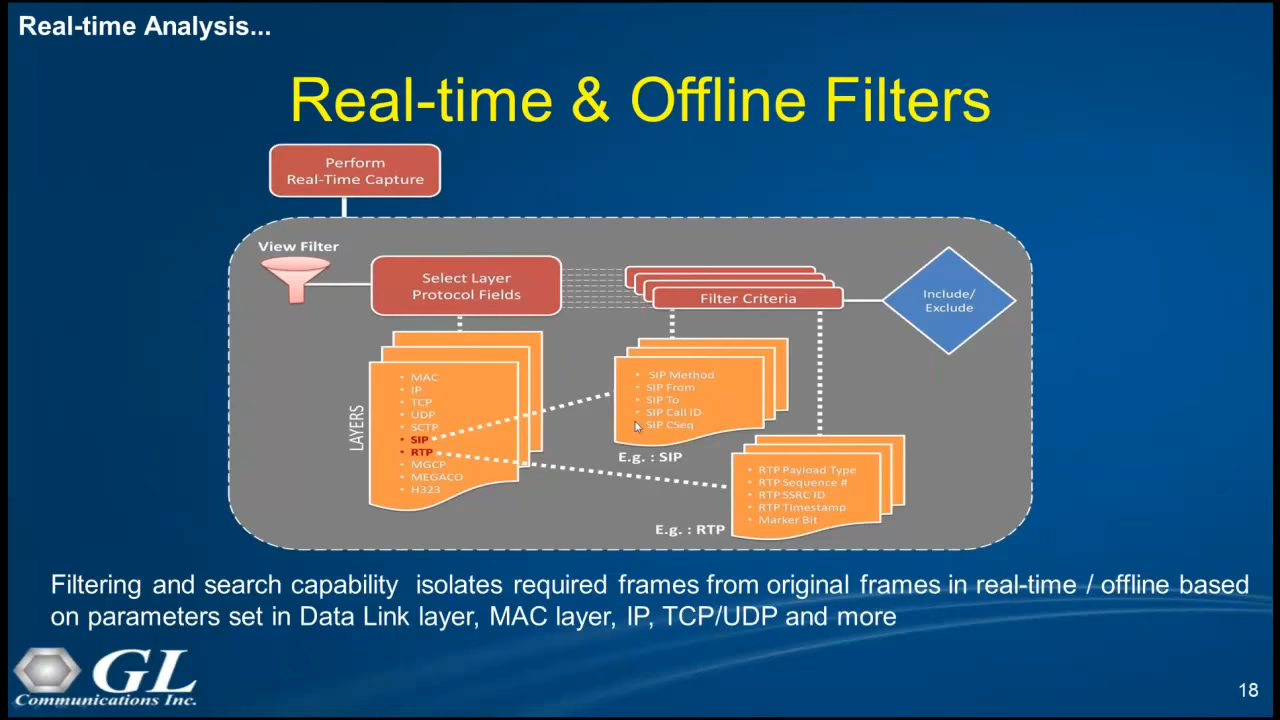 Real-time Analysis...
Real-time & Offline Filters
Perform
Real-Time Capture
View Filter
Select Layer
Protocol Fields
Filter Criteria
Include/
Exclude
LAYERS
• MAC
• IP
• TCP
• UDP
• SCTP
• SIP
• RTP
• MGCP
• MEGACO
• H323
• SIP Method
• SIP From
• SIP To
• SIP Call ID
• SIP CSeq
E.g. : SIP
• RTP Payload Type
• RTP Sequence #
• RTP SSRC ID
• RTP Timestamp
• Marker Bit
E.g. : RTP
Filtering and search capability isolates required frames from original frames in real-time / offline based
on parameters set in Data Link layer, MAC layer, IP, TCP/UDP and more
GL
Communications Inc.
18